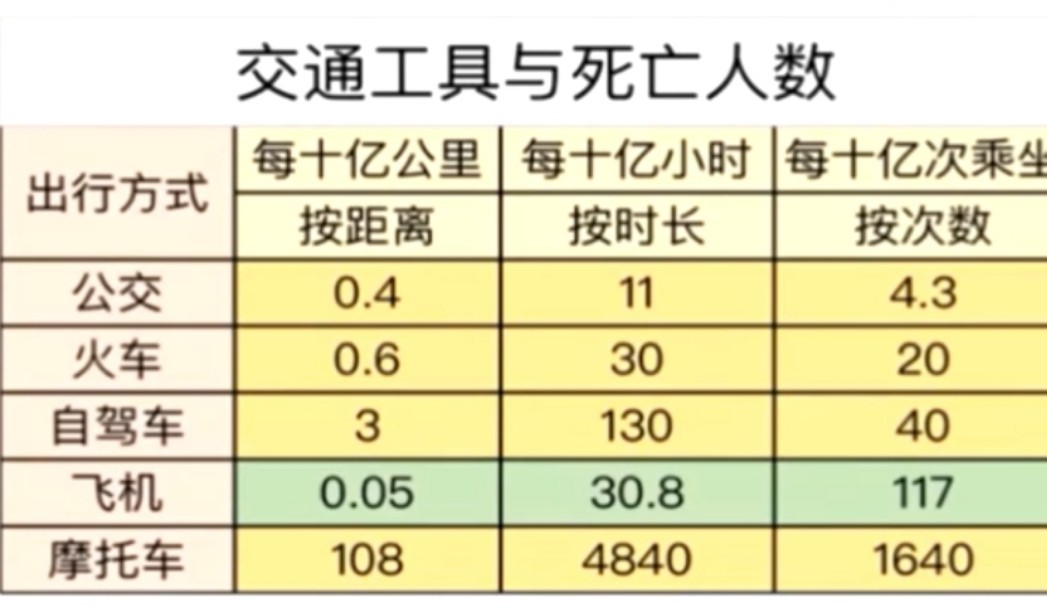 交通工具与死亡人数
出行方式 每十亿公里 每十亿小时 每十亿次乘坐
按距离 按时长 按次数
公交 0.4 11 4.3
火车 0.6 30 20
自驾车 3 130 40
飞机 0.05 30.8 117
摩托车 108 4840 1640